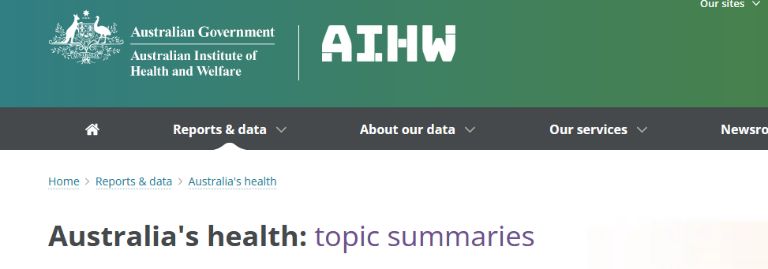 Our sites
Australian Government
Australian Institute of
Health and Welfare
AIHW
Reports & data
About our data
Our services
Newsro
Home > Reports & data > Australia's health
Australia's health: topic summaries